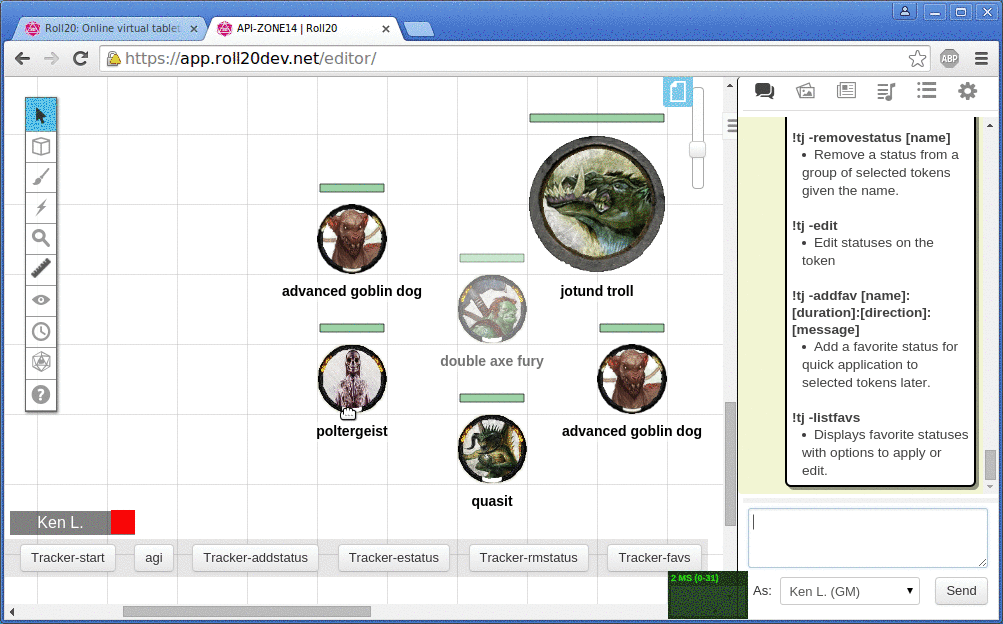 Roll20: Online virtual tablet
API-ZONE14 | Roll20
https://app.roll20dev.net/editor/
ABP
advanced goblin dog
jotund troll
double axe fury
poltergeist
advanced goblin dog
quasit
Ken L.
Tracker-start
agi
Tracker-addstatus
Tracker-estatus
Tracker-rmstatus
Tracker-favs
2 MS (0-31)
!tj -removestatus [name]
• Remove a status from a
group of selected tokens
given the name.
!tj -edit
• Edit statuses on the
token
!tj -addfav [name]:
[duration]:[direction]:
[message]
• Add a favorite status for
quick application to
selected tokens later.
!tj -listfavs
• Displays favorite statuses
with options to apply or
edit.
As:
Ken L. (GM)
Send